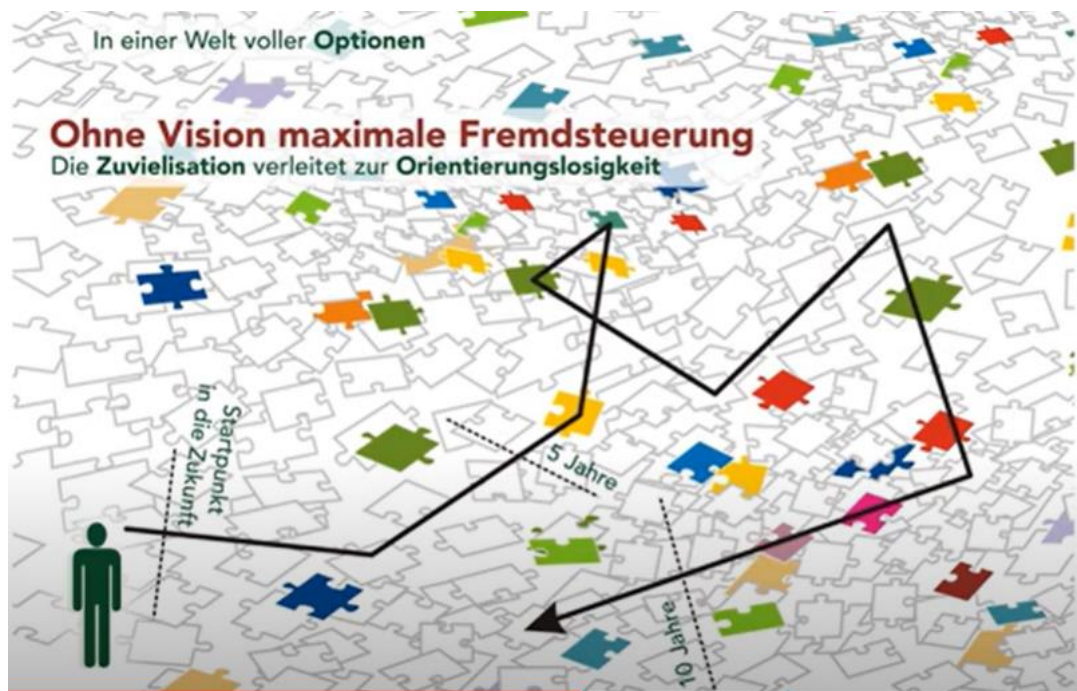 In einer Welt voller Optionen
Ohne Vision maximale Fremdsteuerung
Die Zuvielisation verleitet zur Orientierungslosigkeit
Startpunkt
in die Zukunft
5 Jahre
10 Jahre